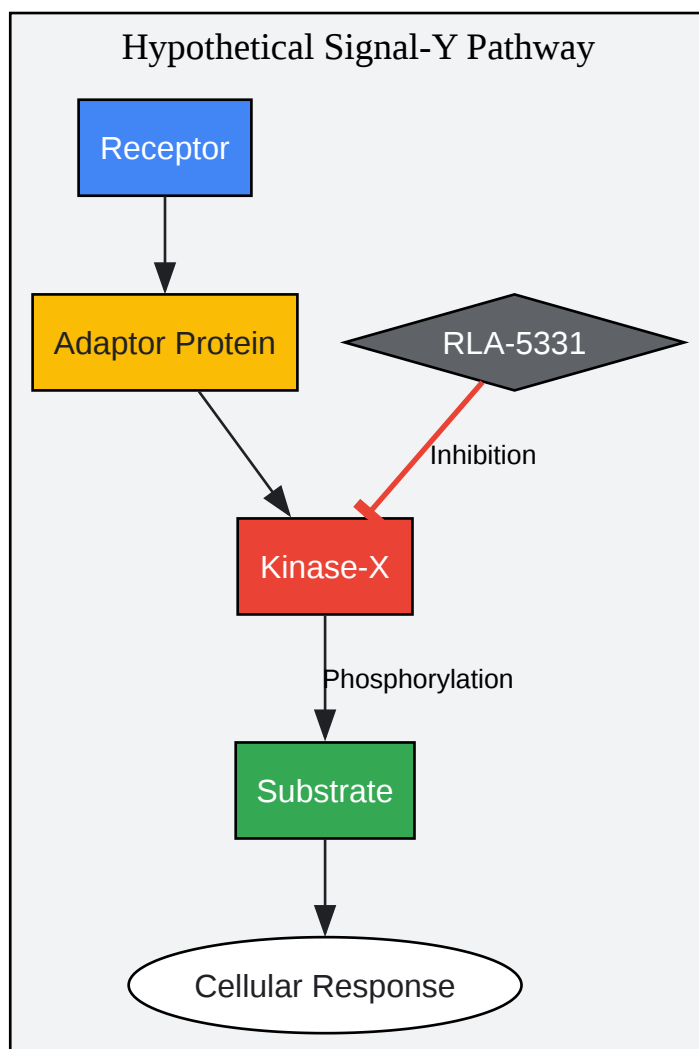 Hypothetical Signal-Y Pathway
Receptor
Adaptor Protein
RLA-5331
Inhibition
Kinase-X
Phosphorylation
Substrate
Cellular Response